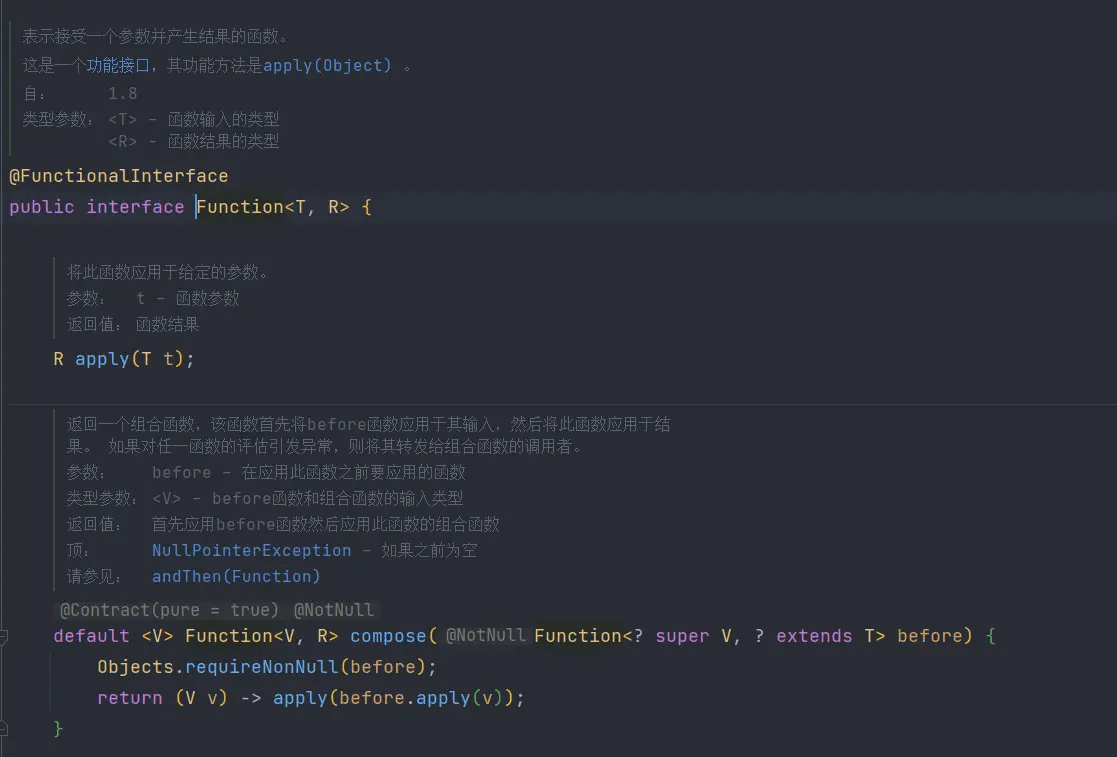 表示接受一个参数并产生结果的函数。
这是一个功能接口，其功能方法是apply(Object) 。
自： 1.8
类型参数： <T> – 函数输入的类型
<R> – 函数结果的类型
@FunctionalInterface
public interface Function<T, R> {
将此函数应用于给定的参数。
参数： t – 函数参数
返回值： 函数结果
R apply(T t);
返回一个组合函数，该函数首先将before函数应用于其输入，然后将此函数应用于结
果。 如果对任一函数的评估引发异常，则将其转发给组合函数的调用者。
参数： before – 在应用此函数之前要应用的函数
类型参数： <V> – before函数和组合函数的输入类型
返回值： 首先应用before函数然后应用此函数的组合函数
顶： NullPointerException – 如果之前为空
请参见： andThen(Function)
@Contract(pure = true) @NotNull
default <V> Function<V, R> compose( @NotNull Function<? super V, ? extends T> before) {
Objects.requireNonNull(before);
return (V v) -> apply(before.apply(v));
}